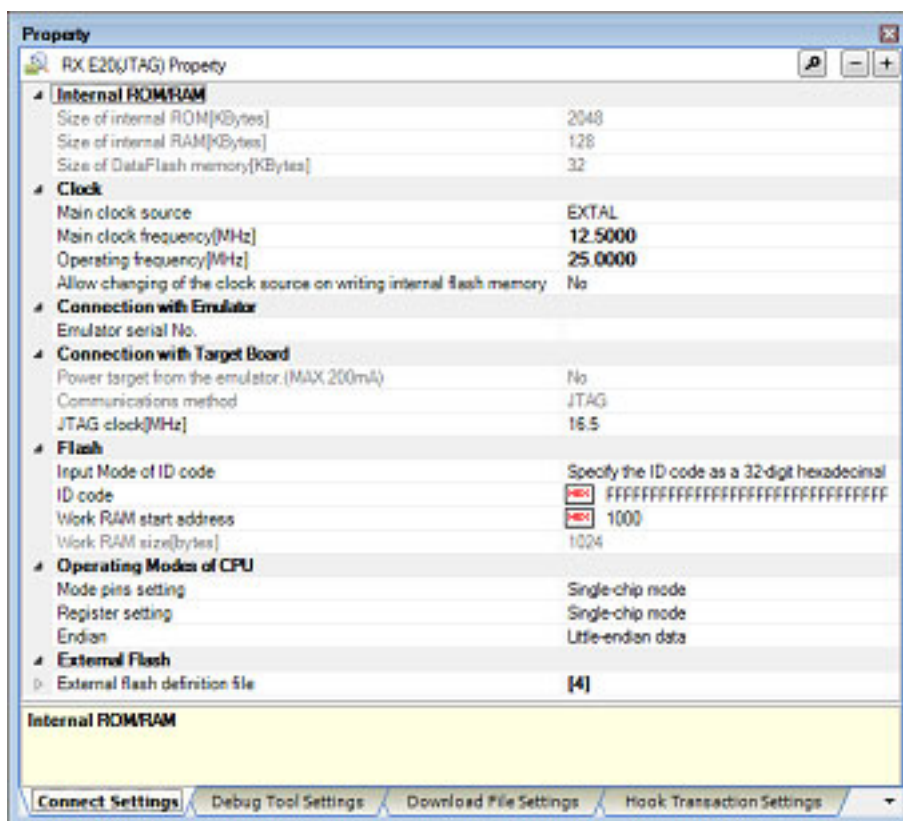 Property
RX E20(JTAG) Property
Internal ROM/RAM
Size of internal ROM[KBytes] 2048
Size of internal RAM[KBytes] 128
Size of DataFlash memory[KBytes] 32
Clock
Main clock source EXTAL
Main clock frequency[MHz] 12.5000
Operating frequency[MHz] 25.0000
Allow changing of the clock source on writing internal flash memory No
Connection with Emulator
Emulator serial No.
Connection with Target Board
Power target from the emulator.(MAX 200mA) No
Communications method JTAG
JTAG clock[MHz] 16.5
Flash
Input Mode of ID code Specify the ID code as a 32-digit hexadecimal
ID code HEX FFFFFFFFFFFFFFFFFFFFFFFFFFFFFFFF
Work RAM start address HEX 1000
Work RAM size[bytes] 1024
Operating Modes of CPU
Mode pins setting Single-chip mode
Register setting Single-chip mode
Endian Little-endian data
External Flash
External flash definition file [4]
Internal ROM/RAM
Connect Settings Debug Tool Settings Download File Settings Hook Transaction Settings